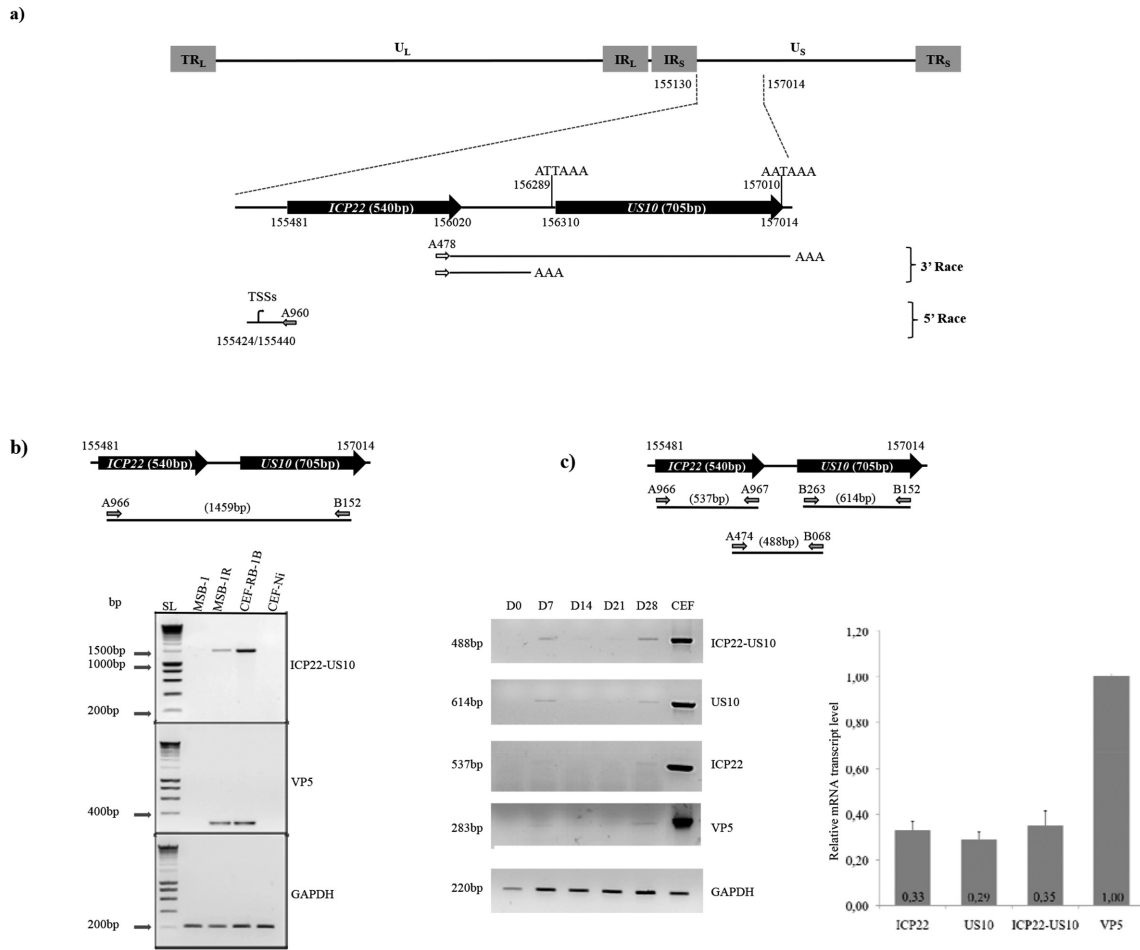 a)
U_L U_S
TR_L IR_L IR_S TR_S
155130 157014
ATTAAA AATAAA
156289 157010
ICP22 (540bp) US10 (705bp)
155481 156020 156310 157014
A478
AAA
AAA
3’ Race
TSSs
A960
5’ Race
155424/155440
b)
155481 157014
ICP22 (540bp) US10 (705bp)
A966 (1459bp) B152
bp SL MSB-1 MSB-1R CEF-RB-1B CEF-Ni
1500bp
1000bp
ICP22-US10
200bp
VP5
400bp
GAPDH
200bp
c)
155481 157014
ICP22 (540bp) US10 (705bp)
A966 (537bp) A967 B263 (614bp) B152
A474 (488bp) B068
D0 D7 D14 D21 D28 CEF
488bp ICP22-US10
614bp US10
537bp ICP22
283bp VP5
220bp GAPDH
Relative mRNA transcript level
1,20
1,00
0,80
0,60
0,40
0,20
0,00
0,33 0,29 0,35 1,00
ICP22 US10 ICP22-US10 VP5